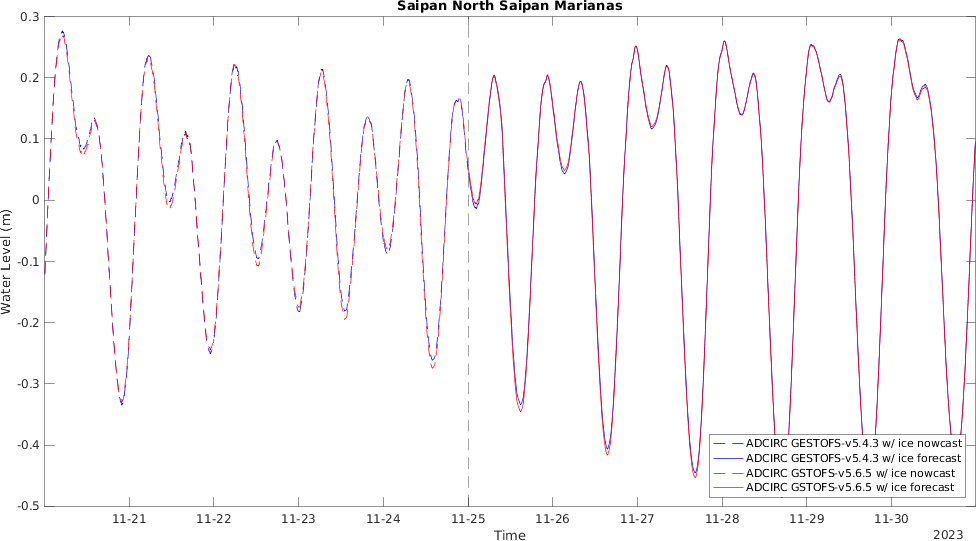 Saipan North Saipan Marianas
0.3
0.2
0.1
0
-0.1
-0.2
-0.3
-0.4
-0.5
Water Level (m)
ADCIRC GESTOFS-v5.4.3 w/ ice nowcast
ADCIRC GESTOFS-v5.4.3 w/ ice forecast
ADCIRC GSTOFS-v5.6.5 w/ ice nowcast
ADCIRC GSTOFS-v5.6.5 w/ ice forecast
11-21 11-22 11-23 11-24 11-25 11-26 11-27 11-28 11-29 11-30
Time
2023